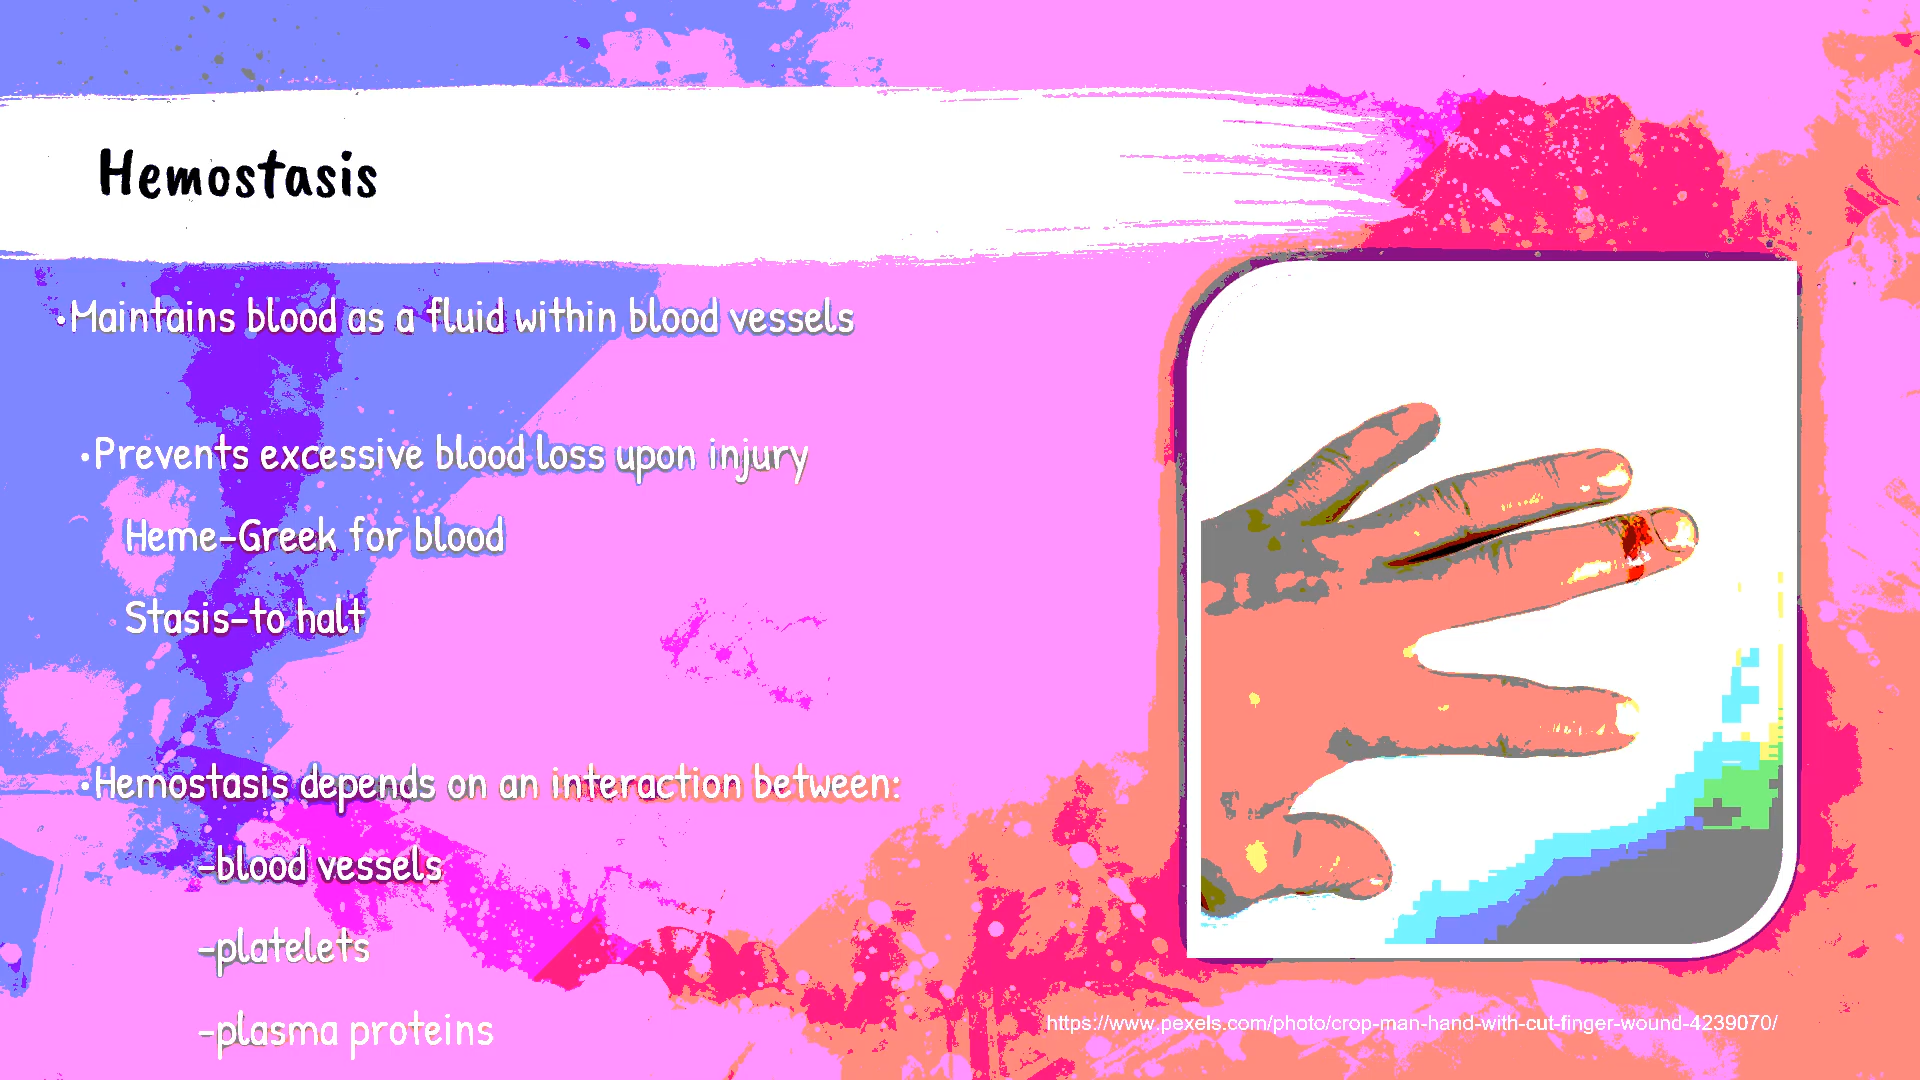 Hemostasis
•Maintains blood as a fluid within blood vessels
•Prevents excessive blood loss upon injury
Heme-Greek for blood
Stasis-to halt
•Hemostasis depends on an interaction between:
-blood vessels
-platelets
-plasma proteins
https://www.pexels.com/photo/crop-man-hand-with-cut-finger-wound-4239070/